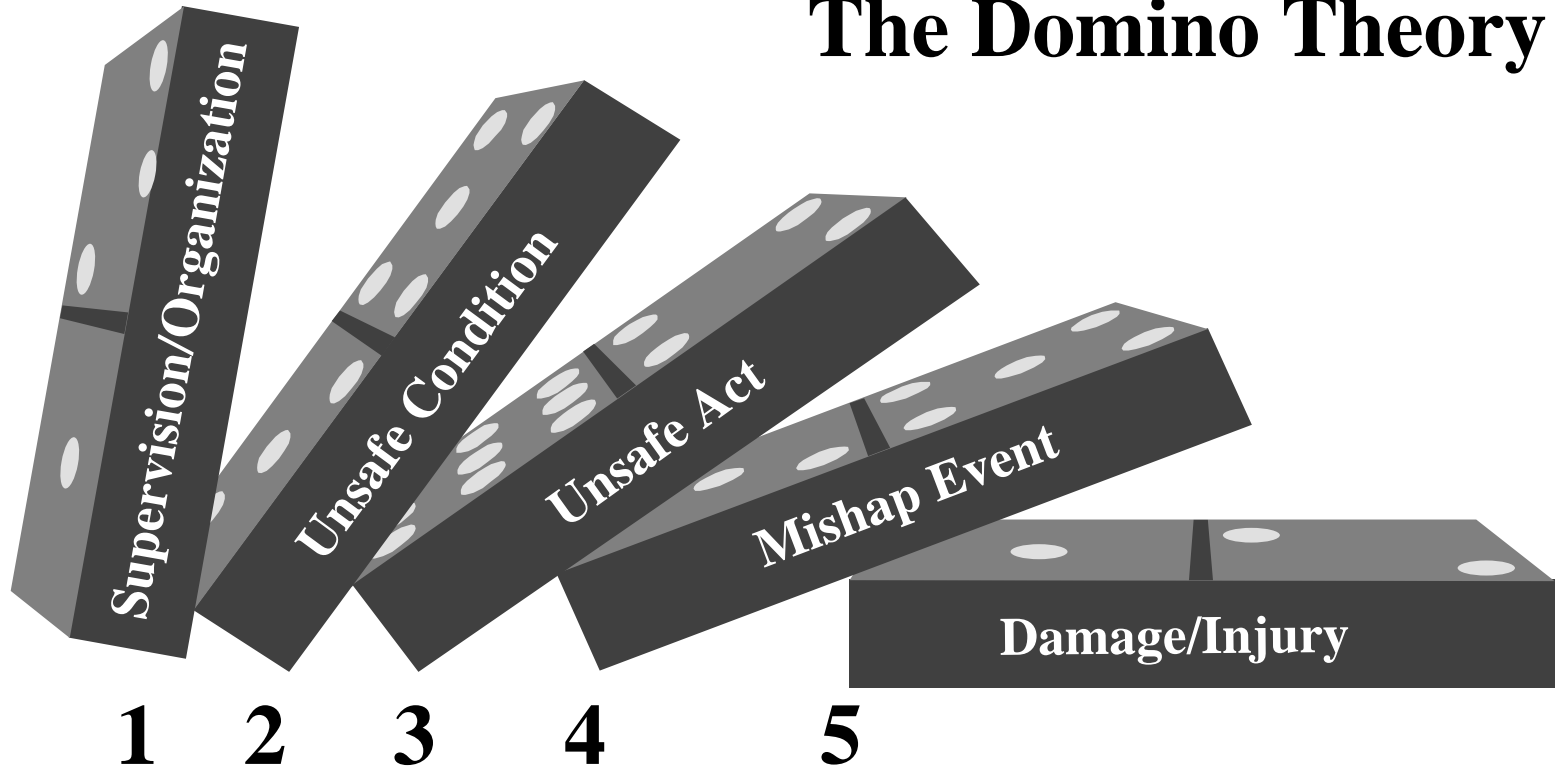 The Domino Theory
Supervision/Organization
Unsafe Condition
Unsafe Act
Mishap Event
Damage/Injury
1 2 3 4 5